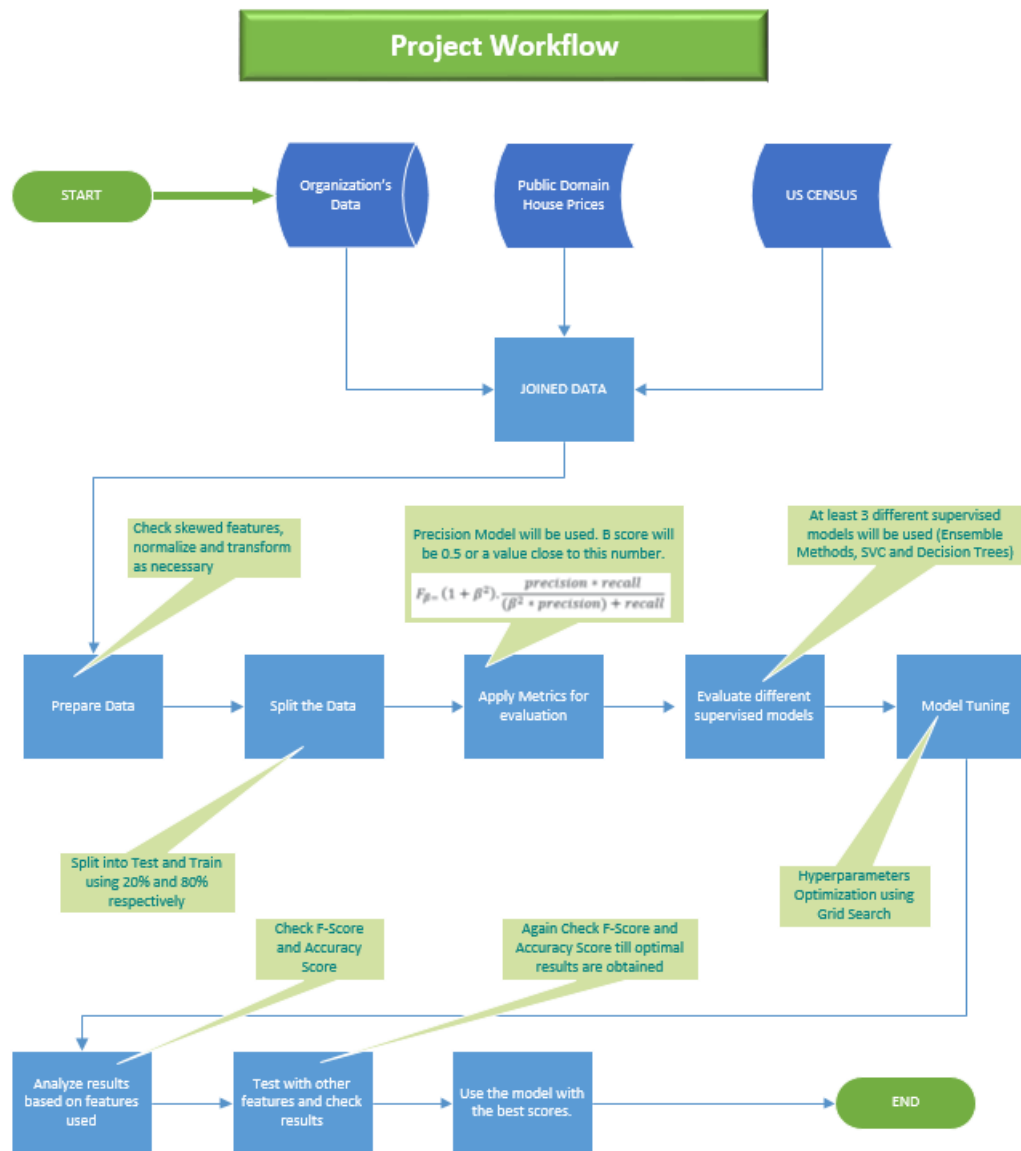 Project Workflow
START
Organization's
Data
Public Domain
House Prices
US CENSUS
JOINED DATA
Check skewed features,
normalize and transform
as necessary
Precision Model will be used. B score will
be 0.5 or a value close to this number.
F_β= (1 + β²). precision * recall / (β² * precision) + recall
At least 3 different supervised
models will be used (Ensemble
Methods, SVC and Decision Trees)
Prepare Data
Split the Data
Apply Metrics for
evaluation
Evaluate different
supervised models
Model Tuning
Split into Test and Train
using 20% and 80%
respectively
Hyperparameters
Optimization using
Grid Search
Check F-Score
and Accuracy
Score
Again Check F-Score and
Accuracy Score till optimal
results are obtained
Analyze results
based on features
used
Test with other
features and check
results
Use the model with
the best scores.
END